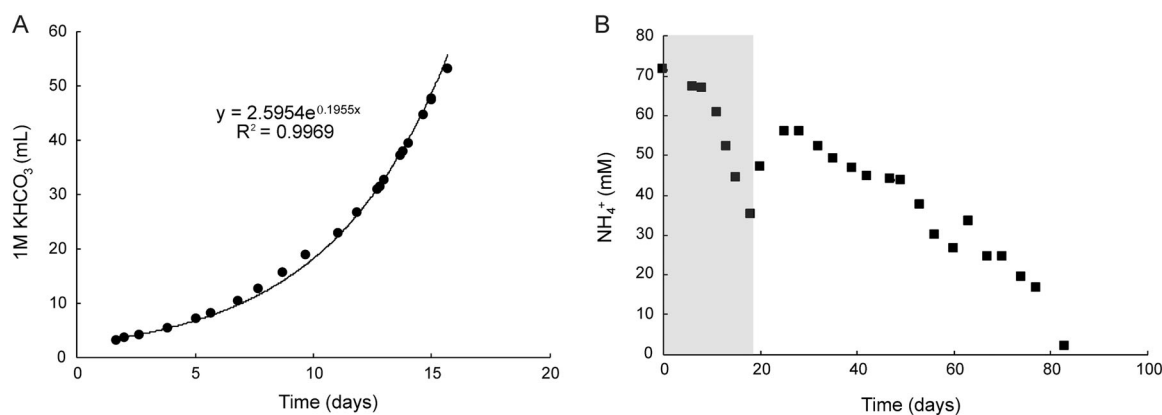 A
60
50
40
30
20
10
0
1M KHCO₃ (mL)
y = 2.5954e^0.1955x
R² = 0.9969
0 5 10 15 20
Time (days)
B
80
70
60
50
40
30
20
10
0
NH₄⁺ (mM)
0 20 40 60 80 100
Time (days)